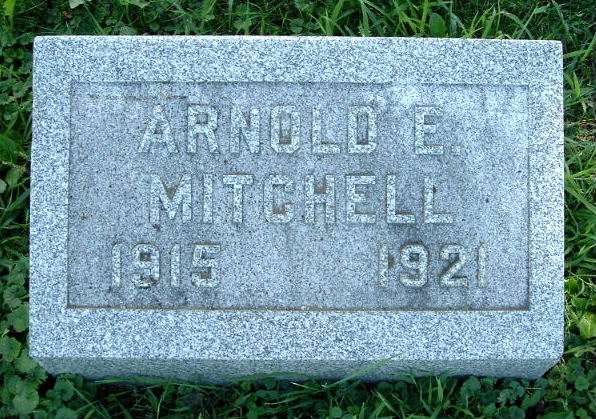 ARNOLD E.
MITCHELL
1915 1921